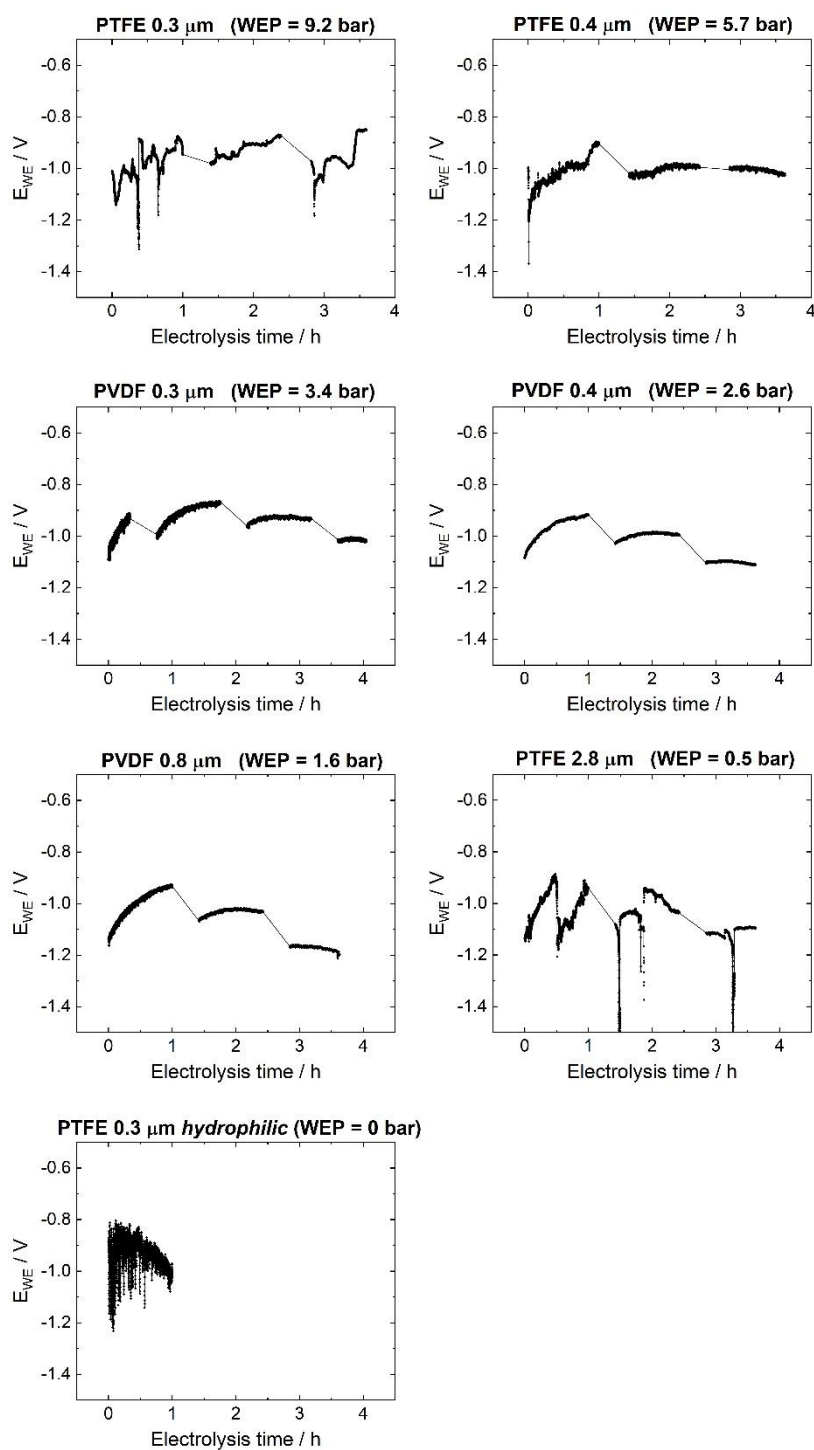 PTFE 0.3 μm (WEP = 9.2 bar)
-0.6
-0.8
-1.0
-1.2
-1.4
E_WE / V
0 1 2 3 4
Electrolysis time / h
PTFE 0.4 μm (WEP = 5.7 bar)
-0.6
-0.8
-1.0
-1.2
-1.4
E_WE / V
0 1 2 3 4
Electrolysis time / h
PVDF 0.3 μm (WEP = 3.4 bar)
-0.6
-0.8
-1.0
-1.2
-1.4
E_WE / V
0 1 2 3 4
Electrolysis time / h
PVDF 0.4 μm (WEP = 2.6 bar)
-0.6
-0.8
-1.0
-1.2
-1.4
E_WE / V
0 1 2 3 4
Electrolysis time / h
PVDF 0.8 μm (WEP = 1.6 bar)
-0.6
-0.8
-1.0
-1.2
-1.4
E_WE / V
0 1 2 3 4
Electrolysis time / h
PTFE 2.8 μm (WEP = 0.5 bar)
-0.6
-0.8
-1.0
-1.2
-1.4
E_WE / V
0 1 2 3 4
Electrolysis time / h
PTFE 0.3 μm hydrophilic (WEP = 0 bar)
-0.6
-0.8
-1.0
-1.2
-1.4
E_WE / V
0 1 2 3 4
Electrolysis time / h